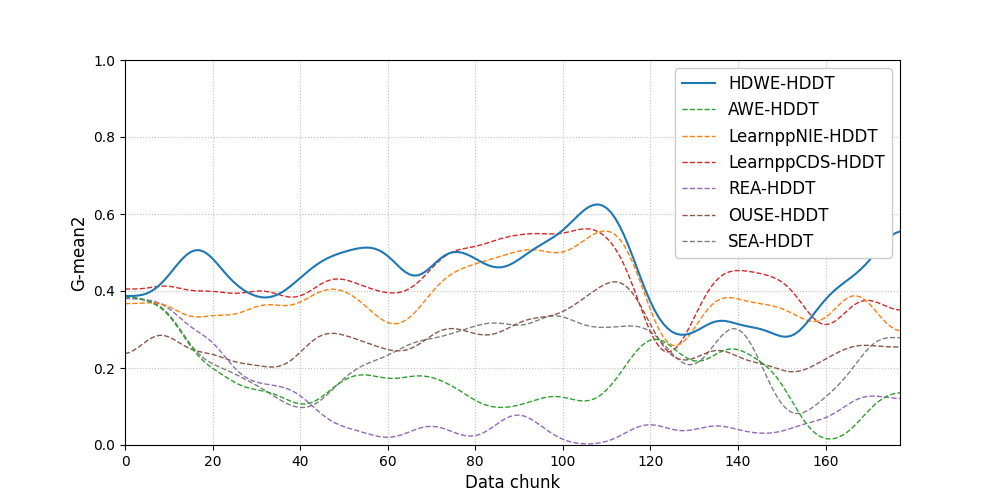 1.0
0.8
0.6
0.4
0.2
0.0
G-mean2
HDWE-HDDT
AWE-HDDT
LearnppNIE-HDDT
LearnppCDS-HDDT
REA-HDDT
OUSE-HDDT
SEA-HDDT
0 20 40 60 80 100 120 140 160
Data chunk